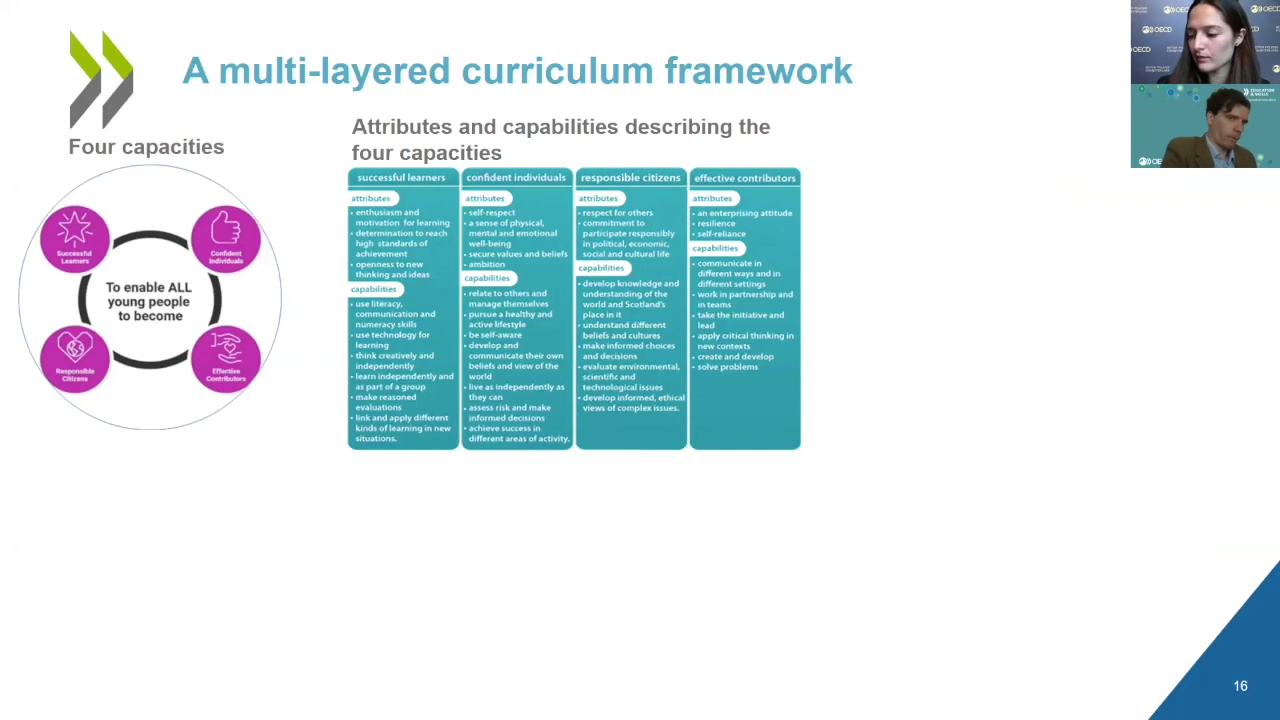 A multi-layered curriculum framework
Four capacities
Successful
Learners
Confident
Individuals
To enable ALL
young people
to become
Responsible
Citizens
Effective
Contributors
Attributes and capabilities describing the
four capacities
successful learners
attributes
• enthusiasm and
motivation for learning
• determination to reach
high standards of
achievement
• openness to new
thinking and ideas
capabilities
• use literacy,
communication and
numeracy skills
• use technology for
learning
• think creatively and
independently
• learn independently and
as part of a group
• make reasoned
evaluations
• link and apply different
kinds of learning in new
situations.
confident individuals
attributes
• self-respect
• a sense of physical,
mental and emotional
well-being
• secure values and beliefs
• ambition
capabilities
• relate to others and
manage themselves
• pursue a healthy and
active lifestyle
• be self-aware
• develop and
communicate their own
beliefs and view of the
world
• live as independently as
they can
• assess risk and make
informed decisions
• achieve success in
different areas of activity.
responsible citizens
attributes
• respect for others
• commitment to
participate responsibly
in political, economic,
social and cultural life
capabilities
• develop knowledge and
understanding of the
world and Scotland's
place in it
• understand different
beliefs and cultures
• make informed choices
and decisions
• evaluate environmental,
scientific and
technological issues
• develop informed, ethical
views of complex issues.
effective contributors
attributes
• an enterprising attitude
• resilience
• self-reliance
capabilities
• communicate in
different ways and in
different settings
• work in partnership and
in teams
• take the initiative and
lead
• apply critical thinking in
new contexts
• create and develop
• solve problems
OECD
OECD
OECD
OECD
EDUCATION
& SKILLS
OEC
16